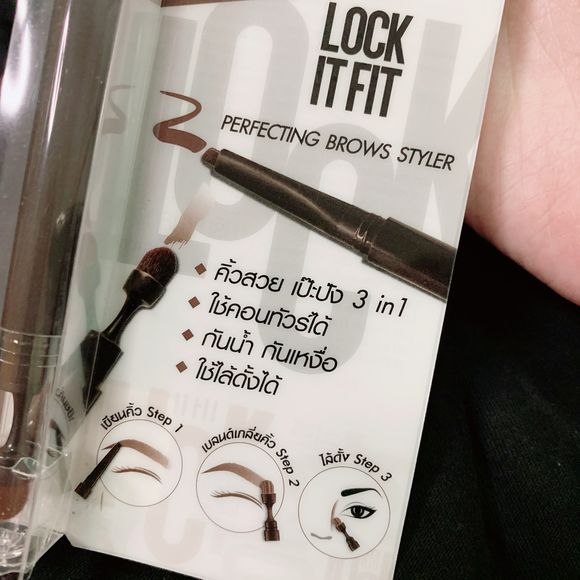 LOCK
IT FIT
PERFECTING BROWS STYLER
คิ้วสวย เป๊ะปัง 3 in 1
ใช้คอนทัวร์ได้
กันน้ำ กันเหงื่อ
ใช้ไล้ดั้งได้
เขียนคิ้ว Step 1
เบลนด์เกลี่ยคิ้ว Step 2
ไล้ดั้ง Step 3